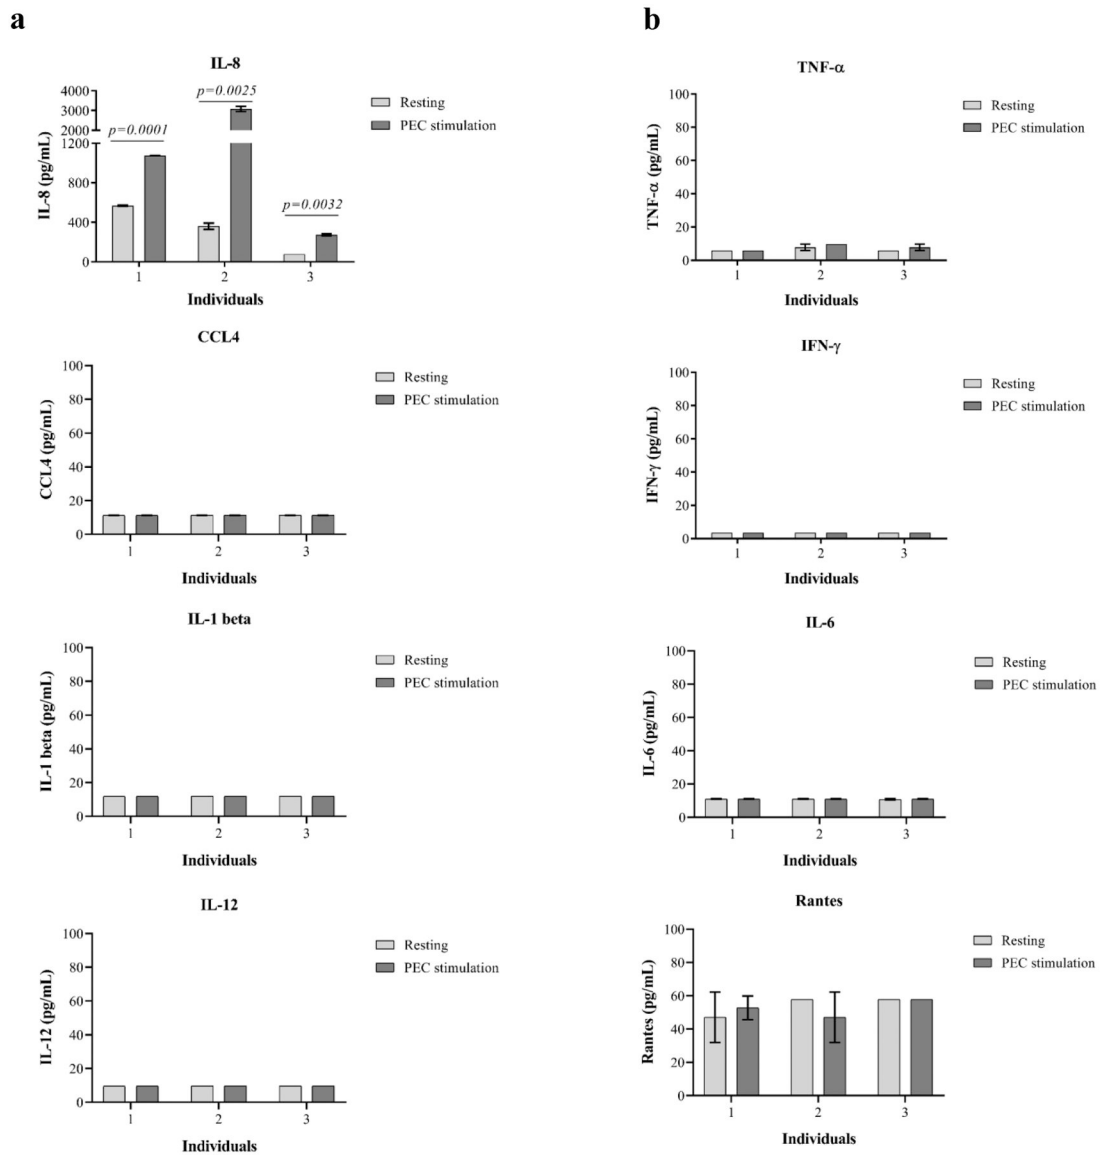 a
IL-8
IL-8 (pg/mL)
4000
3000
2000
1200
800
400
0
p=0.0001
p=0.0025
p=0.0032
Resting
PEC stimulation
1 2 3
Individuals
CCL4
CCL4 (pg/mL)
100
80
60
40
20
0
Resting
PEC stimulation
1 2 3
Individuals
IL-1 beta
IL-1 beta (pg/mL)
100
80
60
40
20
0
Resting
PEC stimulation
1 2 3
Individuals
IL-12
IL-12 (pg/mL)
100
80
60
40
20
0
Resting
PEC stimulation
1 2 3
Individuals
b
TNF-α
TNF-α (pg/mL)
100
80
60
40
20
0
Resting
PEC stimulation
1 2 3
Individuals
IFN-γ
IFN-γ (pg/mL)
100
80
60
40
20
0
Resting
PEC stimulation
1 2 3
Individuals
IL-6
IL-6 (pg/mL)
100
80
60
40
20
0
Resting
PEC stimulation
1 2 3
Individuals
Rantes
Rantes (pg/mL)
100
80
60
40
20
0
Resting
PEC stimulation
1 2 3
Individuals